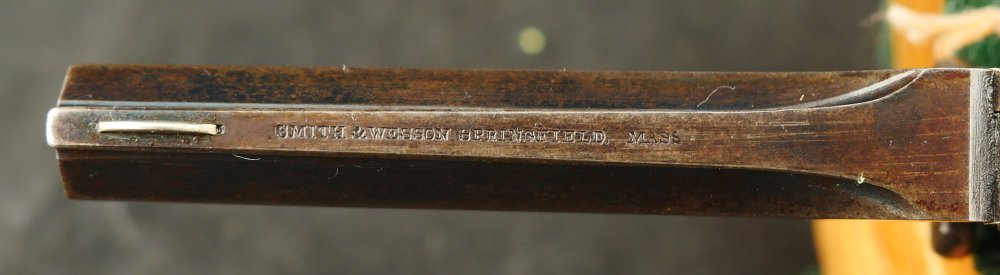 SMITH & WESSON SPRINGFIELD, MASS